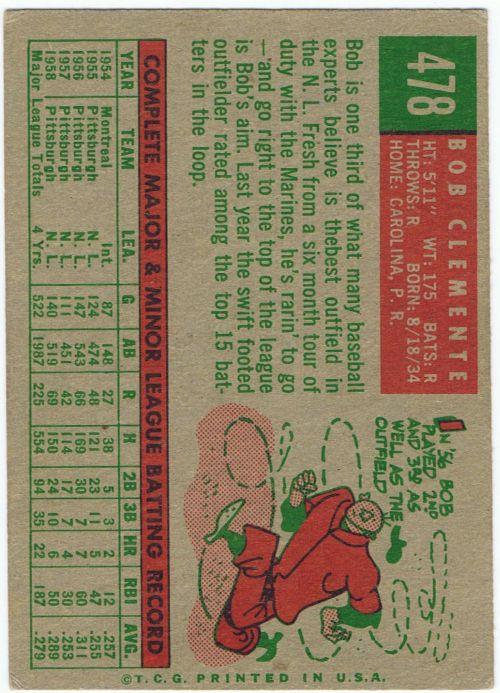 478
BOB CLEMENTE
HT: 5'11" WT: 175 BATS: R
THROWS: R BORN: 8/18/34
HOME: CAROLINA, P. R.
Bob is one third of what many baseball
experts believe is thebest outfield in
the N. L. Fresh from a six month tour of
duty with the Marines, he's rarin' to go
—and go right to the top of the league
is Bob's aim. Last year the swift footed
outfielder rated among the top 15 bat-
ters in the loop.
IN '56 BOB
PLAYED 2ND
AND 3RD AS
WELL AS THE
OUTFIELD
COMPLETE MAJOR & MINOR LEAGUE BATTING RECORD
YEAR TEAM LEA. G AB R H 2B 3B HR RBI AVG.
1954 Montreal Int. 87 148 27 38 5 3 2 12 .257
1955 Pittsburgh N. L. 124 474 48 121 23 11 5 47 .255
1956 Pittsburgh N. L. 147 543 66 169 30 7 7 60 .311
1957 Pittsburgh N. L. 111 451 42 114 17 7 4 30 .253
1958 Pittsburgh N. L. 140 519 69 150 24 10 6 50 .289
Major League Totals 4 Yrs. 522 1987 225 554 94 35 22 187 .279
©T.C.G. PRINTED IN U.S.A.